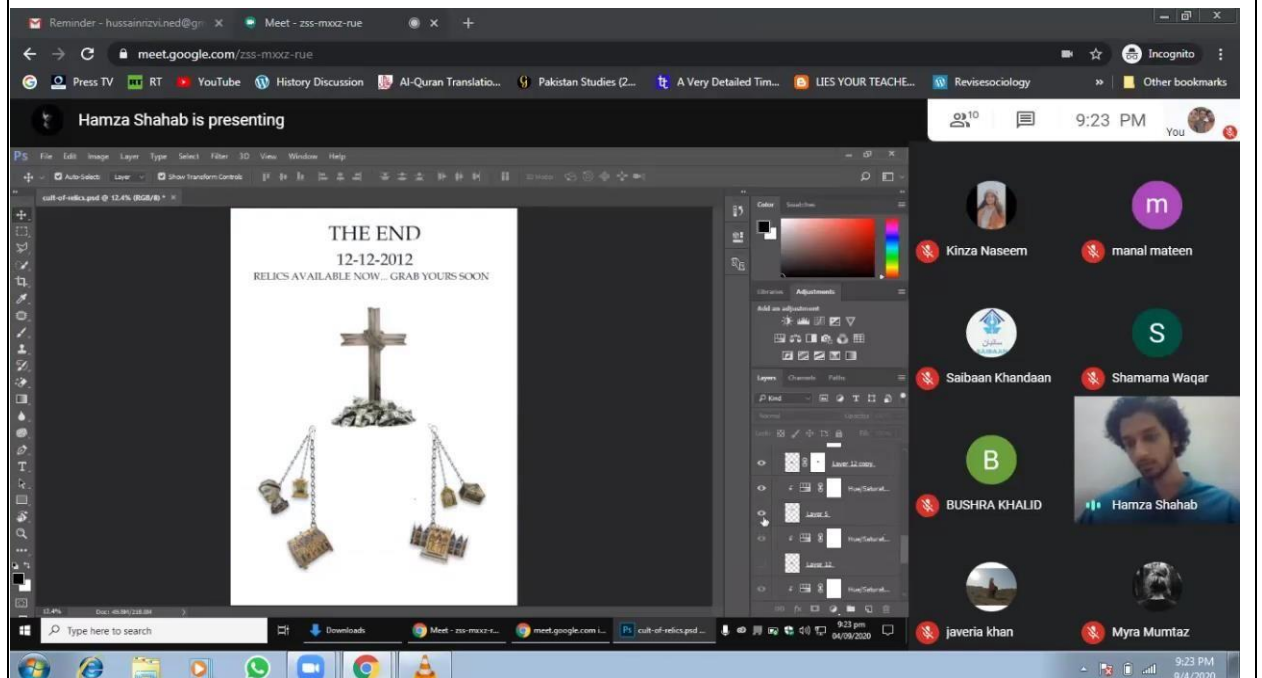 Reminder - hussainrizvi.ned@gm
Meet - zss-mxxz-rue
meet.google.com/zss-mxxz-rue
Incognito
Press TV
RT
YouTube
History Discussion
Al-Quran Translatio...
Pakistan Studies (2...
A Very Detailed Tim...
LIES YOUR TEACHE...
Revisesociology
»
Other bookmarks
Hamza Shahab is presenting
10
9:23 PM
You
Ps File Edit Image Layer Type Select Filter 3D View Window Help
Auto-Select: Layer Show Transform Controls
cult-of-relics.psd @ 12.4% (RGB/8) *
THE END
12-12-2012
RELICS AVAILABLE NOW... GRAB YOURS SOON
Color Swatches
Libraries Adjustments
Add an adjustment
Layers Channels Paths
Kind
Normal
Layer 12 copy
Hue/Saturat...
Layer 5
Hue/Saturat...
Layer 12
Hue/Saturat...
12.4%
Kinza Naseem
m
manal mateen
Saibaan Khandaan
S
Shamama Waqar
B
BUSHRA KHALID
Hamza Shahab
javeria khan
Myra Mumtaz
Type here to search
Downloads
Meet - zss-mxxz-r...
meet.google.com i...
Ps cult-of-relics.psd ...
9:23 pm
04/09/2020
9:23 PM
9/4/2020